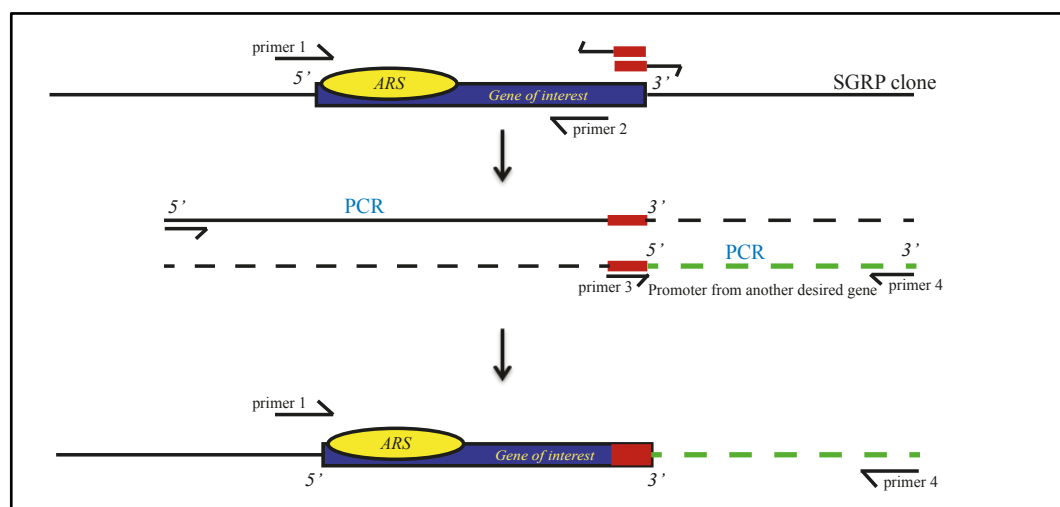 primer 1
5’ ARS Gene of interest 3’ SGRP clone
primer 2
5’ PCR 3’
5’ PCR 3’
primer 3 Promoter from another desired gene primer 4
primer 1
ARS Gene of interest
5’ 3’ primer 4